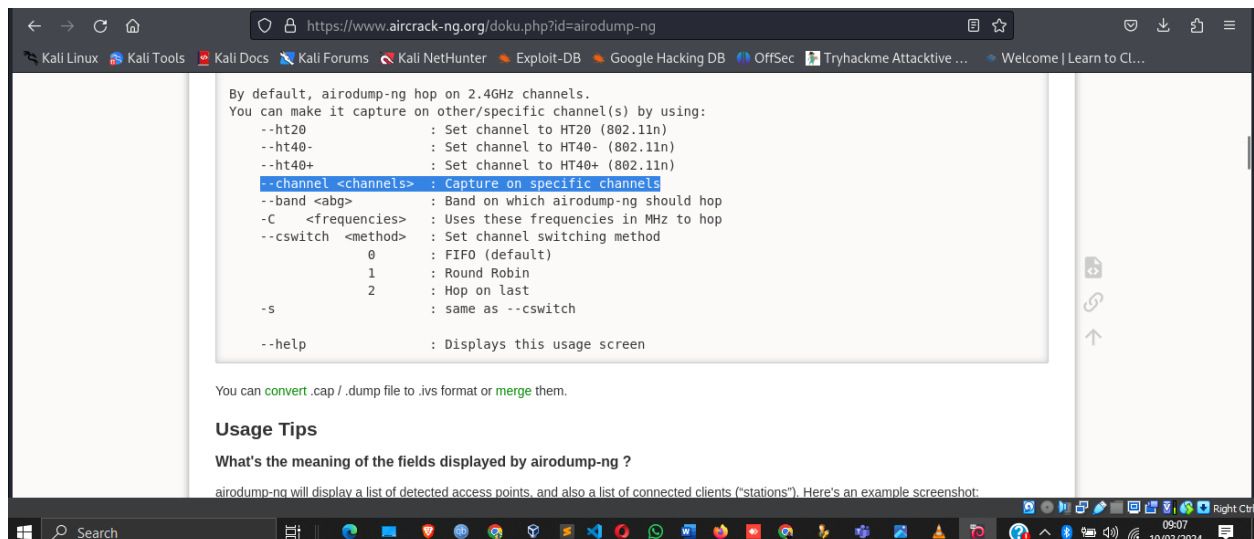 https://www.aircrack-ng.org/doku.php?id=airodump-ng
Kali Linux Kali Tools Kali Docs Kali Forums Kali NetHunter Exploit-DB Google Hacking DB OffSec Tryhackme Attacktive ... Welcome | Learn to Cl...
By default, airodump-ng hop on 2.4GHz channels.
You can make it capture on other/specific channel(s) by using:
--ht20 : Set channel to HT20 (802.11n)
--ht40- : Set channel to HT40- (802.11n)
--ht40+ : Set channel to HT40+ (802.11n)
--channel <channels> : Capture on specific channels
--band <abg> : Band on which airodump-ng should hop
-C <frequencies> : Uses these frequencies in MHz to hop
--cswitch <method> : Set channel switching method
0 : FIFO (default)
1 : Round Robin
2 : Hop on last
-s : same as --cswitch
--help : Displays this usage screen
You can convert .cap / .dump file to .ivs format or merge them.
Usage Tips
What's the meaning of the fields displayed by airodump-ng ?
airodump-ng will display a list of detected access points, and also a list of connected clients (“stations”). Here's an example screenshot:
Right Ctrl
Search
09:07
10/03/2024